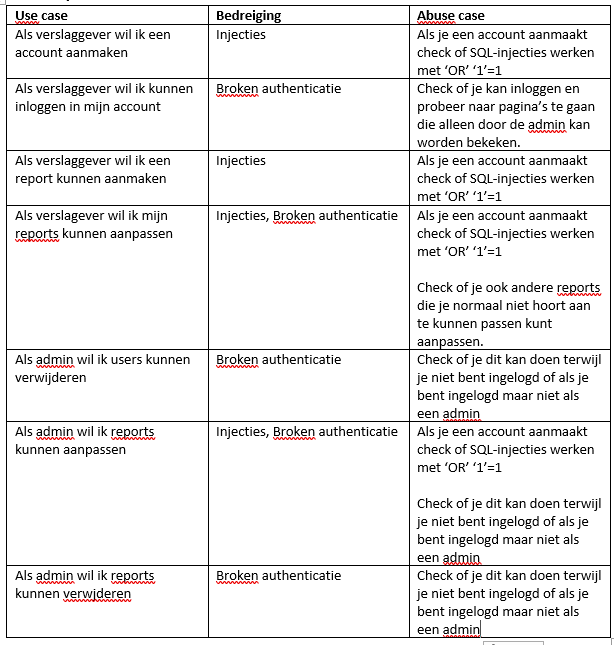 Use case Bedreiging Abuse case
Als verslaggever wil ik een
account aanmaken
Injecties
Als je een account aanmaakt
check of SQL-injecties werken
met ‘OR’ ‘1’=1
Als verslaggever wil ik kunnen
inloggen in mijn account
Broken authenticatie
Check of je kan inloggen en
probeer naar pagina’s te gaan
die alleen door de admin kan
worden bekeken.
Als verslaggever wil ik een
report kunnen aanmaken
Injecties
Als je een account aanmaakt
check of SQL-injecties werken
met ‘OR’ ‘1’=1
Als verslagever wil ik mijn
reports kunnen aanpassen
Injecties, Broken authenticatie
Als je een account aanmaakt
check of SQL-injecties werken
met ‘OR’ ‘1’=1
Check of je ook andere reports
die je normaal niet hoort aan
te kunnen passen kunt
aanpassen.
Als admin wil ik users kunnen
verwijderen
Broken authenticatie
Check of je dit kan doen terwijl
je niet bent ingelogd of als je
bent ingelogd maar niet als
een admin
Als admin wil ik reports
kunnen aanpassen
Injecties, Broken authenticatie
Als je een account aanmaakt
check of SQL-injecties werken
met ‘OR’ ‘1’=1
Check of je dit kan doen terwijl
je niet bent ingelogd of als je
bent ingelogd maar niet als
een admin
Als admin wil ik reports
kunnen verwjderen
Broken authenticatie
Check of je dit kan doen terwijl
je niet bent ingelogd of als je
bent ingelogd maar niet als
een admin